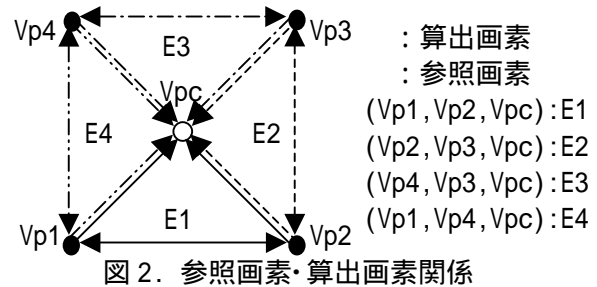 Vp4
Vp3
E3
Vpc
E4
E2
E1
Vp1
Vp2
：算出画素
：参照画素
(Vp1,Vp2,Vpc):E1
(Vp2,Vp3,Vpc):E2
(Vp4,Vp3,Vpc):E3
(Vp1,Vp4,Vpc):E4
図 2．参照画素・算出画素関係